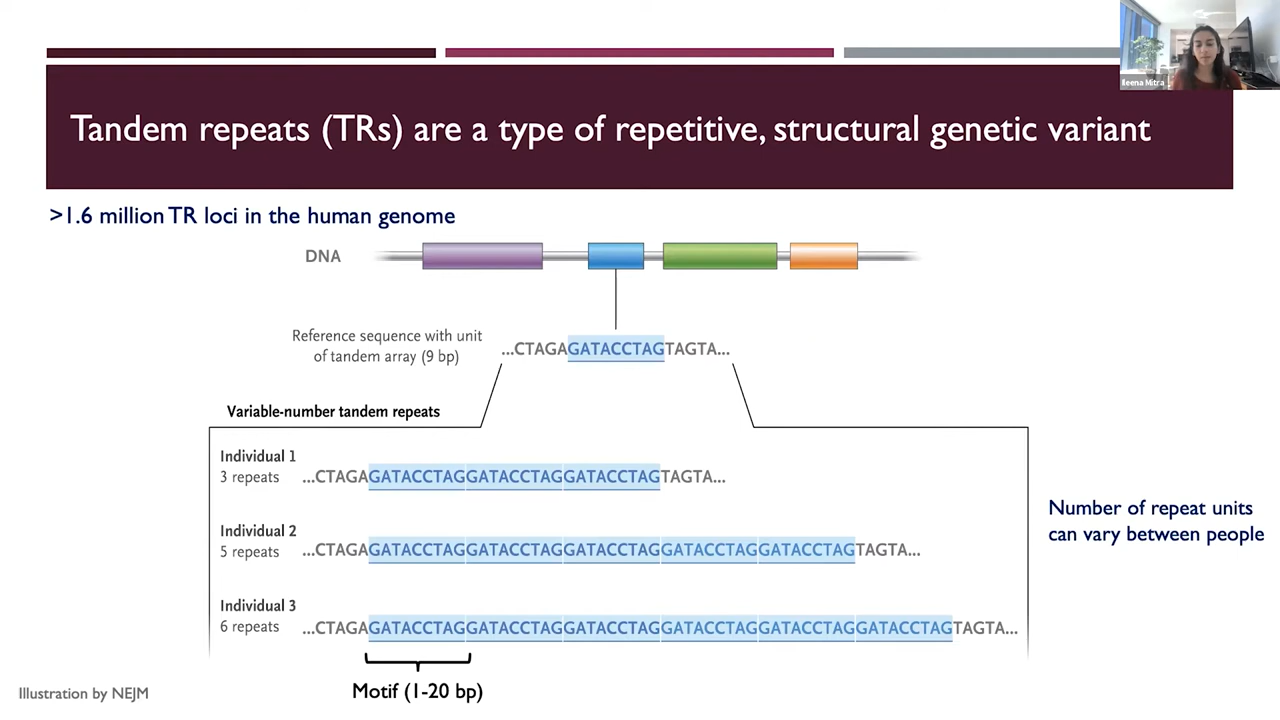 Ileena Mitra
Tandem repeats (TRs) are a type of repetitive, structural genetic variant
>1.6 million TR loci in the human genome
DNA
Reference sequence with unit
of tandem array (9 bp)
...CTAGAGATACCTAGTAGTA...
Variable-number tandem repeats
Individual 1
3 repeats
...CTAGAGATACCTAGGATACCTAGGATACCTAGTAGTA...
Individual 2
5 repeats
...CTAGAGATACCTAGGATACCTAGGATACCTAGGATACCTAGGATACCTAGTAGTA...
Individual 3
6 repeats
...CTAGAGATACCTAGGATACCTAGGATACCTAGGATACCTAGGATACCTAGGATACCTAGTAGTA...
Number of repeat units
can vary between people
Motif (1-20 bp)
Illustration by NEJM